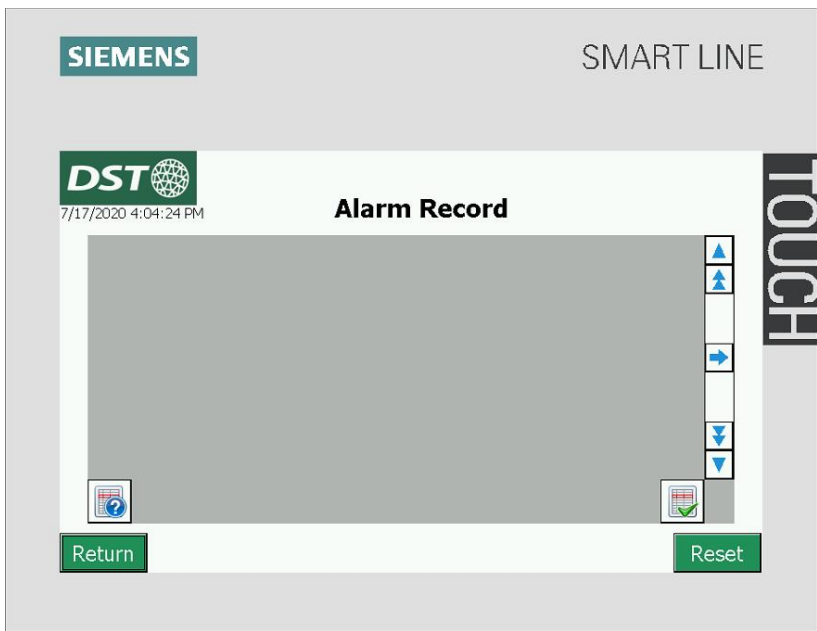 SIEMENS
SMART LINE
TOUCH
DST
7/17/2020 4:04:24 PM
Alarm Record
?
Return
Reset